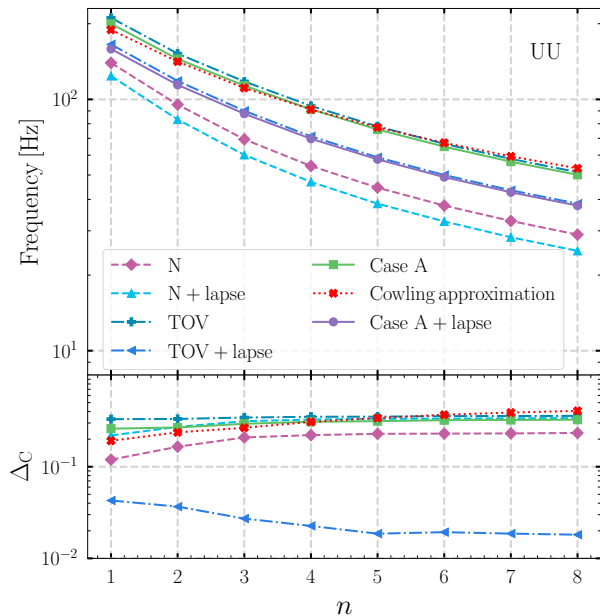 UU
Frequency [Hz]
10²
10¹
N
N + lapse
TOV
TOV + lapse
Case A
Cowling approximation
Case A + lapse
Δ_C
10⁻¹
10⁻²
1 2 3 4 5 6 7 8
n